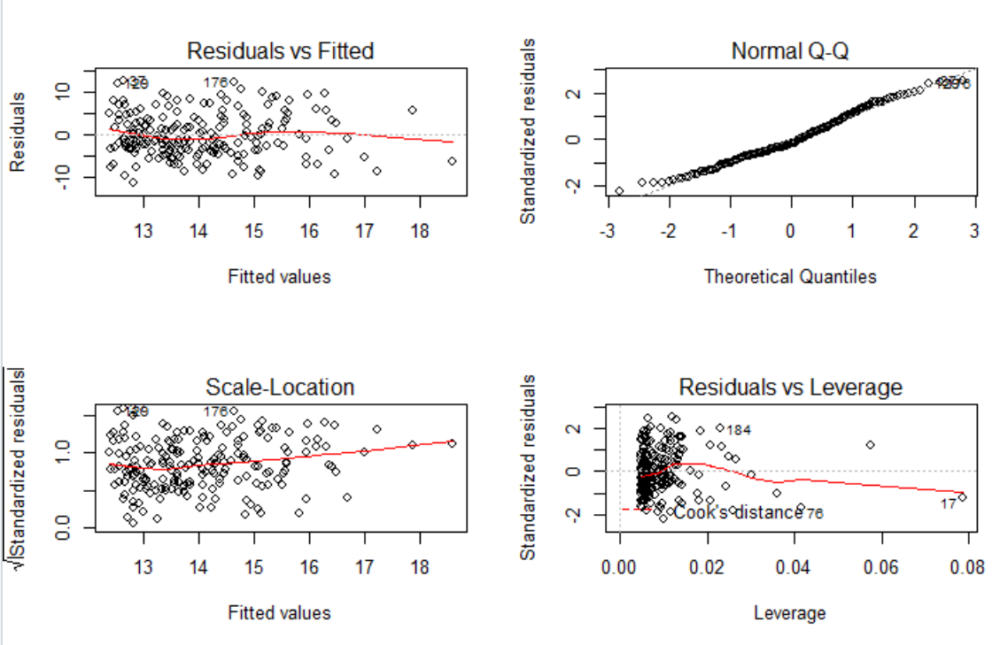 Residuals vs Fitted
Residuals
10
0
-10
176
13 14 15 16 17 18
Fitted values
Normal Q-Q
Standardized residuals
2
0
-2
-3 -2 -1 0 1 2 3
Theoretical Quantiles
Scale-Location
√|Standardized residuals|
1.0
0.0
176
13 14 15 16 17 18
Fitted values
Residuals vs Leverage
Standardized residuals
2
0
-2
184
17
Cook's distance
76
0.00 0.02 0.04 0.06 0.08
Leverage